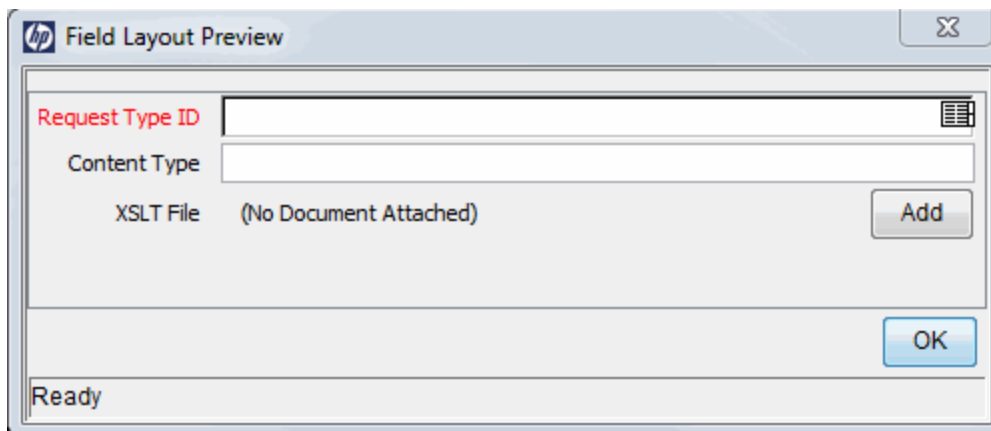 hp Field Layout Preview
Request Type ID
Content Type
XSLT File (No Document Attached) Add
OK
Ready